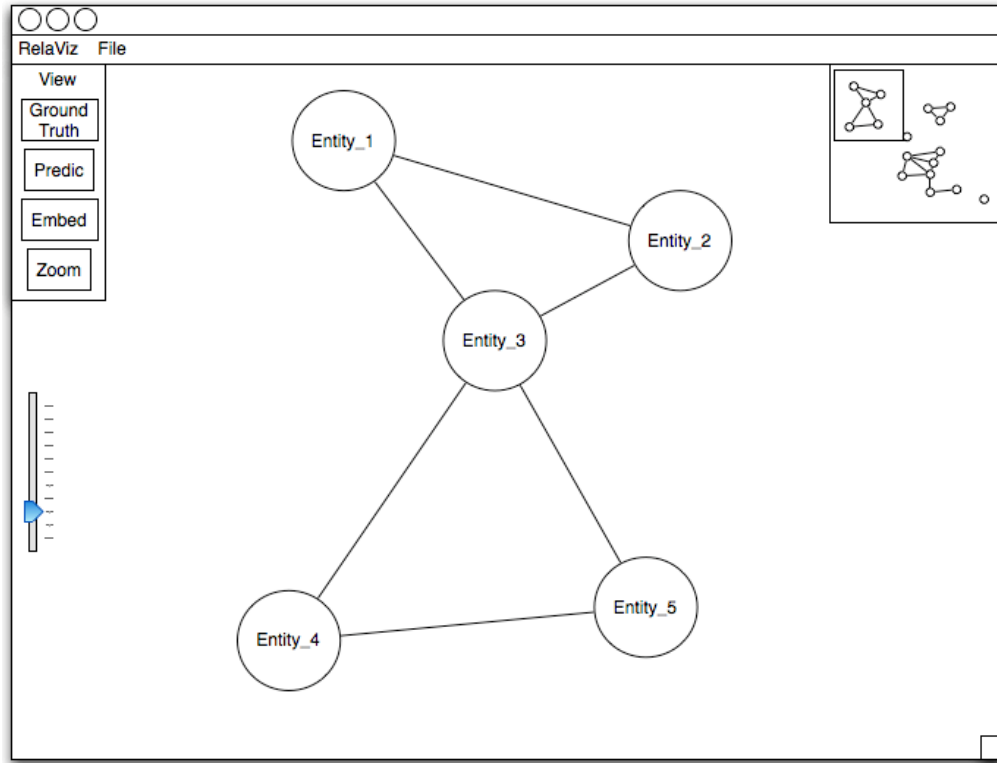 RelaViz File
View
Ground
Truth
Predic
Embed
Zoom
Entity_1
Entity_2
Entity_3
Entity_5
Entity_4